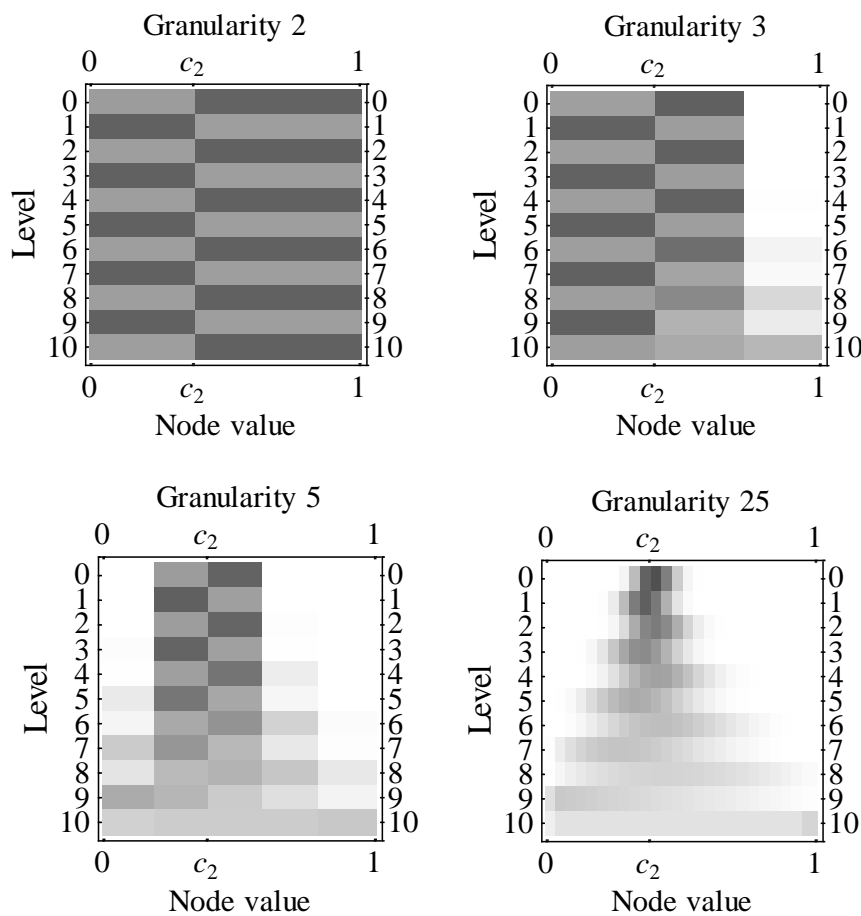 Granularity 2
0 c₂ 1
Level
0 0
1 1
2 2
3 3
4 4
5 5
6 6
7 7
8 8
9 9
10 10
0 c₂ 1
Node value
Granularity 3
0 c₂ 1
Level
0 0
1 1
2 2
3 3
4 4
5 5
6 6
7 7
8 8
9 9
10 10
0 c₂ 1
Node value
Granularity 5
0 c₂ 1
Level
0 0
1 1
2 2
3 3
4 4
5 5
6 6
7 7
8 8
9 9
10 10
0 c₂ 1
Node value
Granularity 25
0 c₂ 1
Level
0 0
1 1
2 2
3 3
4 4
5 5
6 6
7 7
8 8
9 9
10 10
0 c₂ 1
Node value